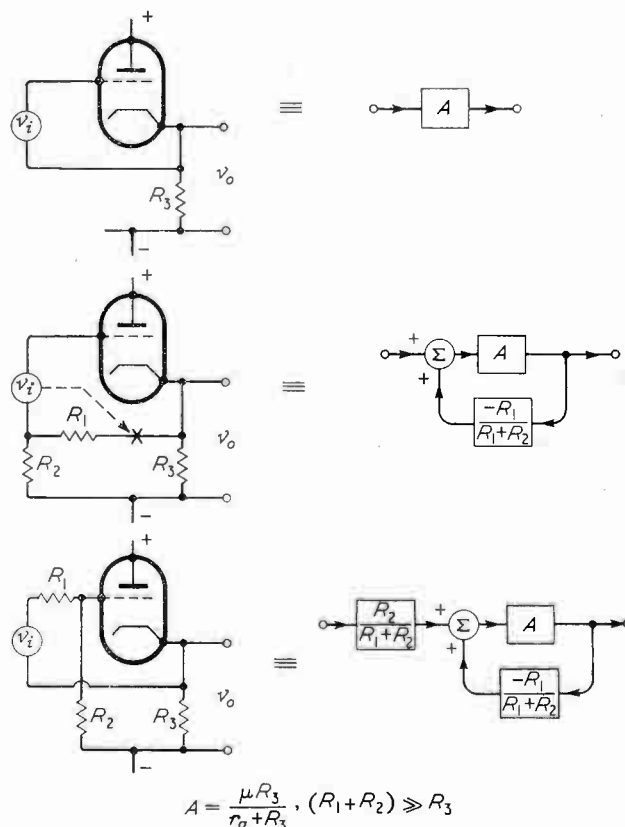 +
v_i
R_3
v_o
−
≡
A
+
v_i
R_1
R_2
R_3
v_o
−
≡
+
Σ
+
A
−R_1
R_1+R_2
+
R_1
v_i
R_2
R_3
v_o
−
≡
R_2
R_1+R_2
+
Σ
+
A
−R_1
R_1+R_2
A = μR_3 / r_a+R_3 , (R_1+R_2) ≫ R_3